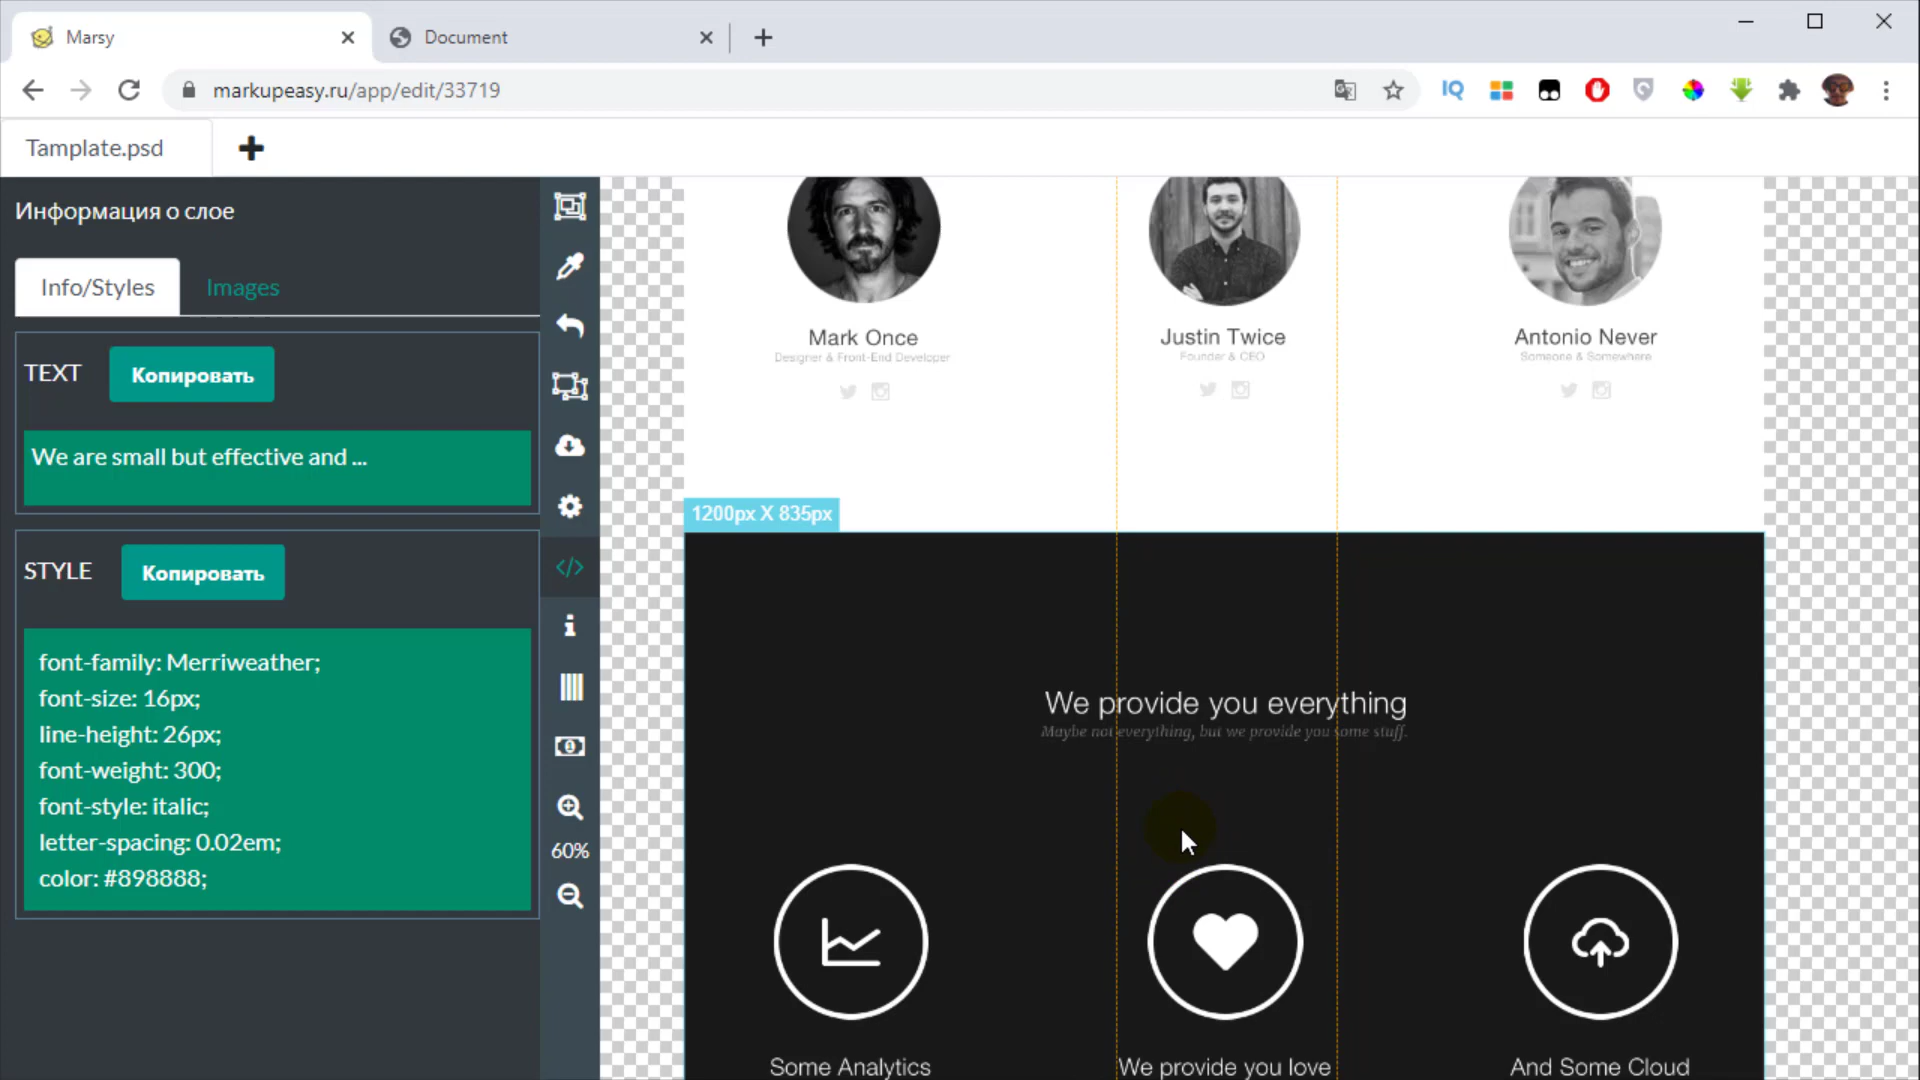 Marsy
Document
markupeasy.ru/app/edit/33719
IQ
Tamplate.psd
Информация о слое
Info/Styles
Images
TEXT
Копировать
We are small but effective and ...
STYLE
Копировать
font-family: Merriweather;
font-size: 16px;
line-height: 26px;
font-weight: 300;
font-style: italic;
letter-spacing: 0.02em;
color: #898888;
60%
Mark Once
Designer & Front-End Developer
Justin Twice
Founder & CEO
Antonio Never
Someone & Somewhere
1200px X 835px
We provide you everything
Maybe not everything, but we provide you some stuff.
Some Analytics
We provide you love
And Some Cloud